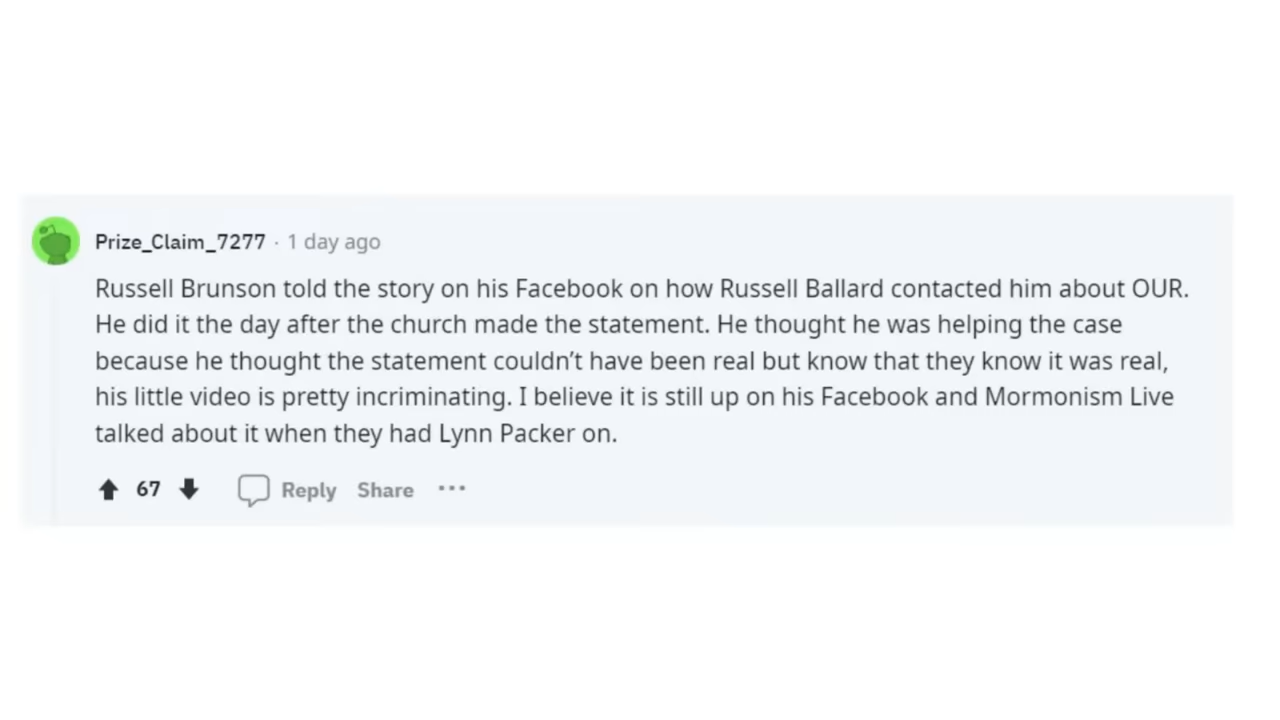 Prize_Claim_7277 · 1 day ago
Russell Brunson told the story on his Facebook on how Russell Ballard contacted him about OUR.
He did it the day after the church made the statement. He thought he was helping the case
because he thought the statement couldn’t have been real but know that they know it was real,
his little video is pretty incriminating. I believe it is still up on his Facebook and Mormonism Live
talked about it when they had Lynn Packer on.
67 Reply Share ···